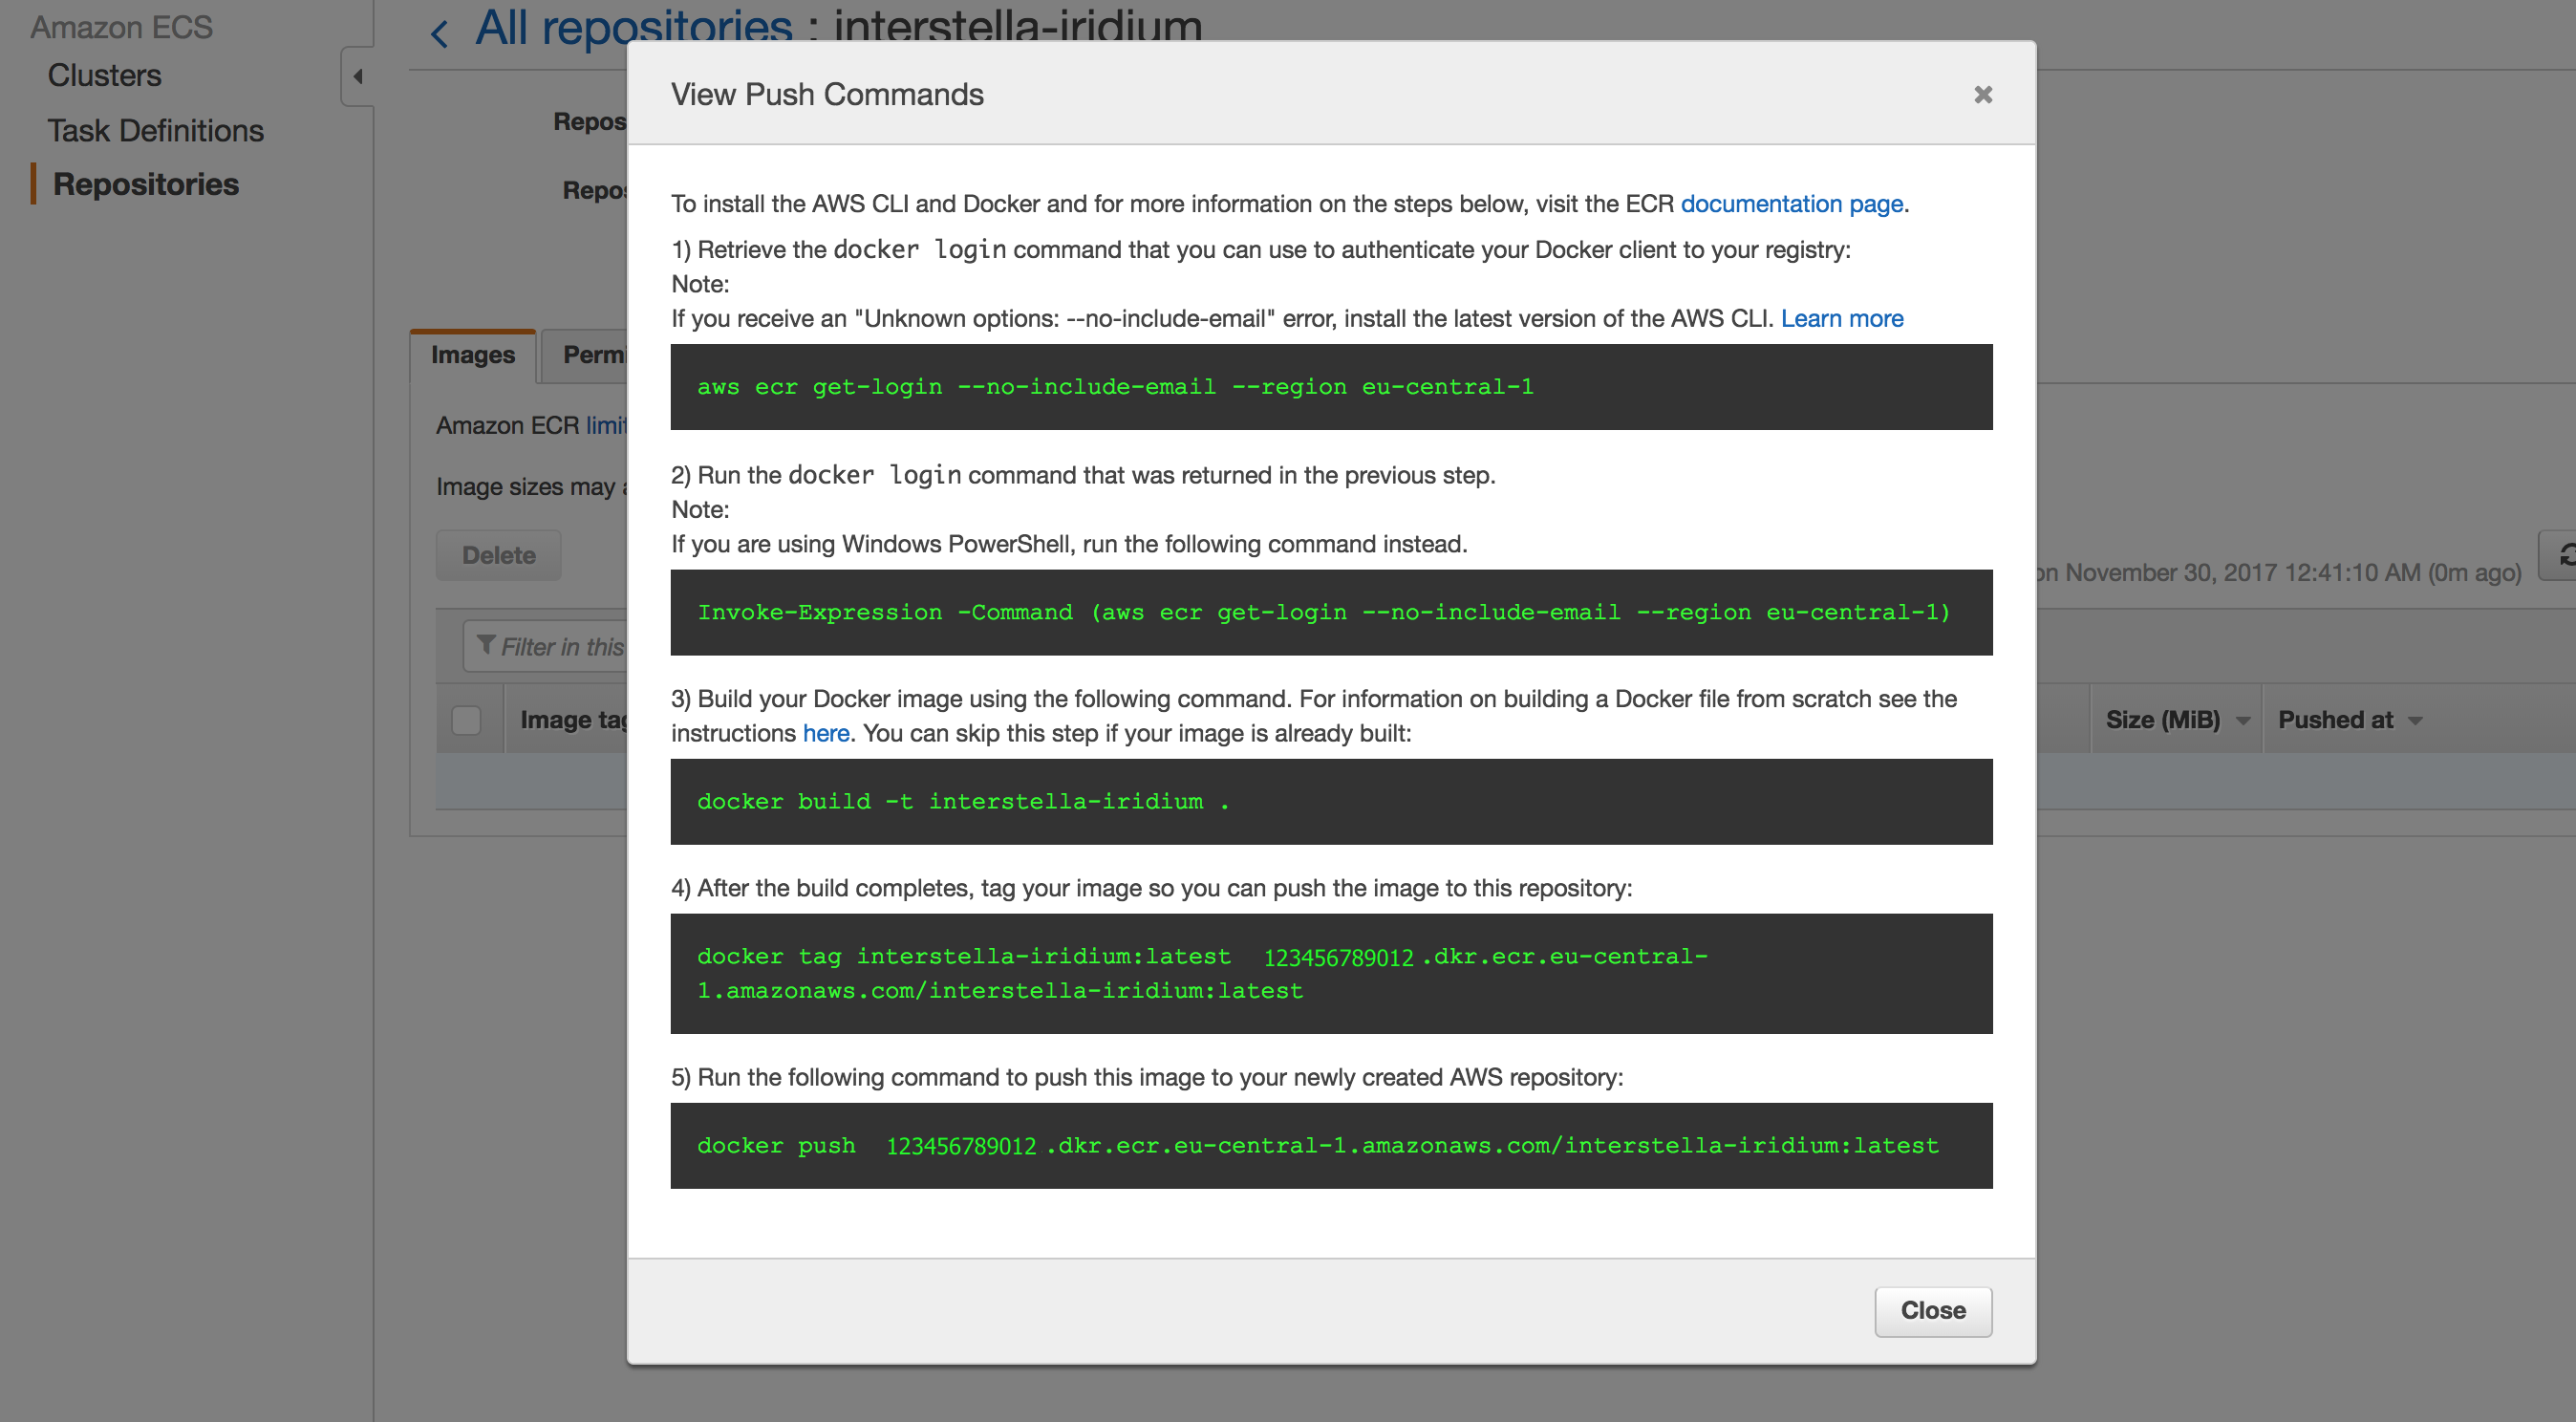 Amazon ECS
Clusters
Task Definitions
Repositories
All repositories : interstella-iridium
View Push Commands
To install the AWS CLI and Docker and for more information on the steps below, visit the ECR documentation page.
1) Retrieve the docker login command that you can use to authenticate your Docker client to your registry:
Note:
If you receive an "Unknown options: --no-include-email" error, install the latest version of the AWS CLI. Learn more
aws ecr get-login --no-include-email --region eu-central-1
2) Run the docker login command that was returned in the previous step.
Note:
If you are using Windows PowerShell, run the following command instead.
Invoke-Expression -Command (aws ecr get-login --no-include-email --region eu-central-1)
3) Build your Docker image using the following command. For information on building a Docker file from scratch see the
instructions here. You can skip this step if your image is already built:
docker build -t interstella-iridium .
4) After the build completes, tag your image so you can push the image to this repository:
docker tag interstella-iridium:latest 123456789012.dkr.ecr.eu-central-
1.amazonaws.com/interstella-iridium:latest
5) Run the following command to push this image to your newly created AWS repository:
docker push 123456789012.dkr.ecr.eu-central-1.amazonaws.com/interstella-iridium:latest
Close
Images
Amazon ECR
Image sizes may
Delete
on November 30, 2017 12:41:10 AM (0m ago)
Filter in this
Image
Size (MiB)
Pushed at